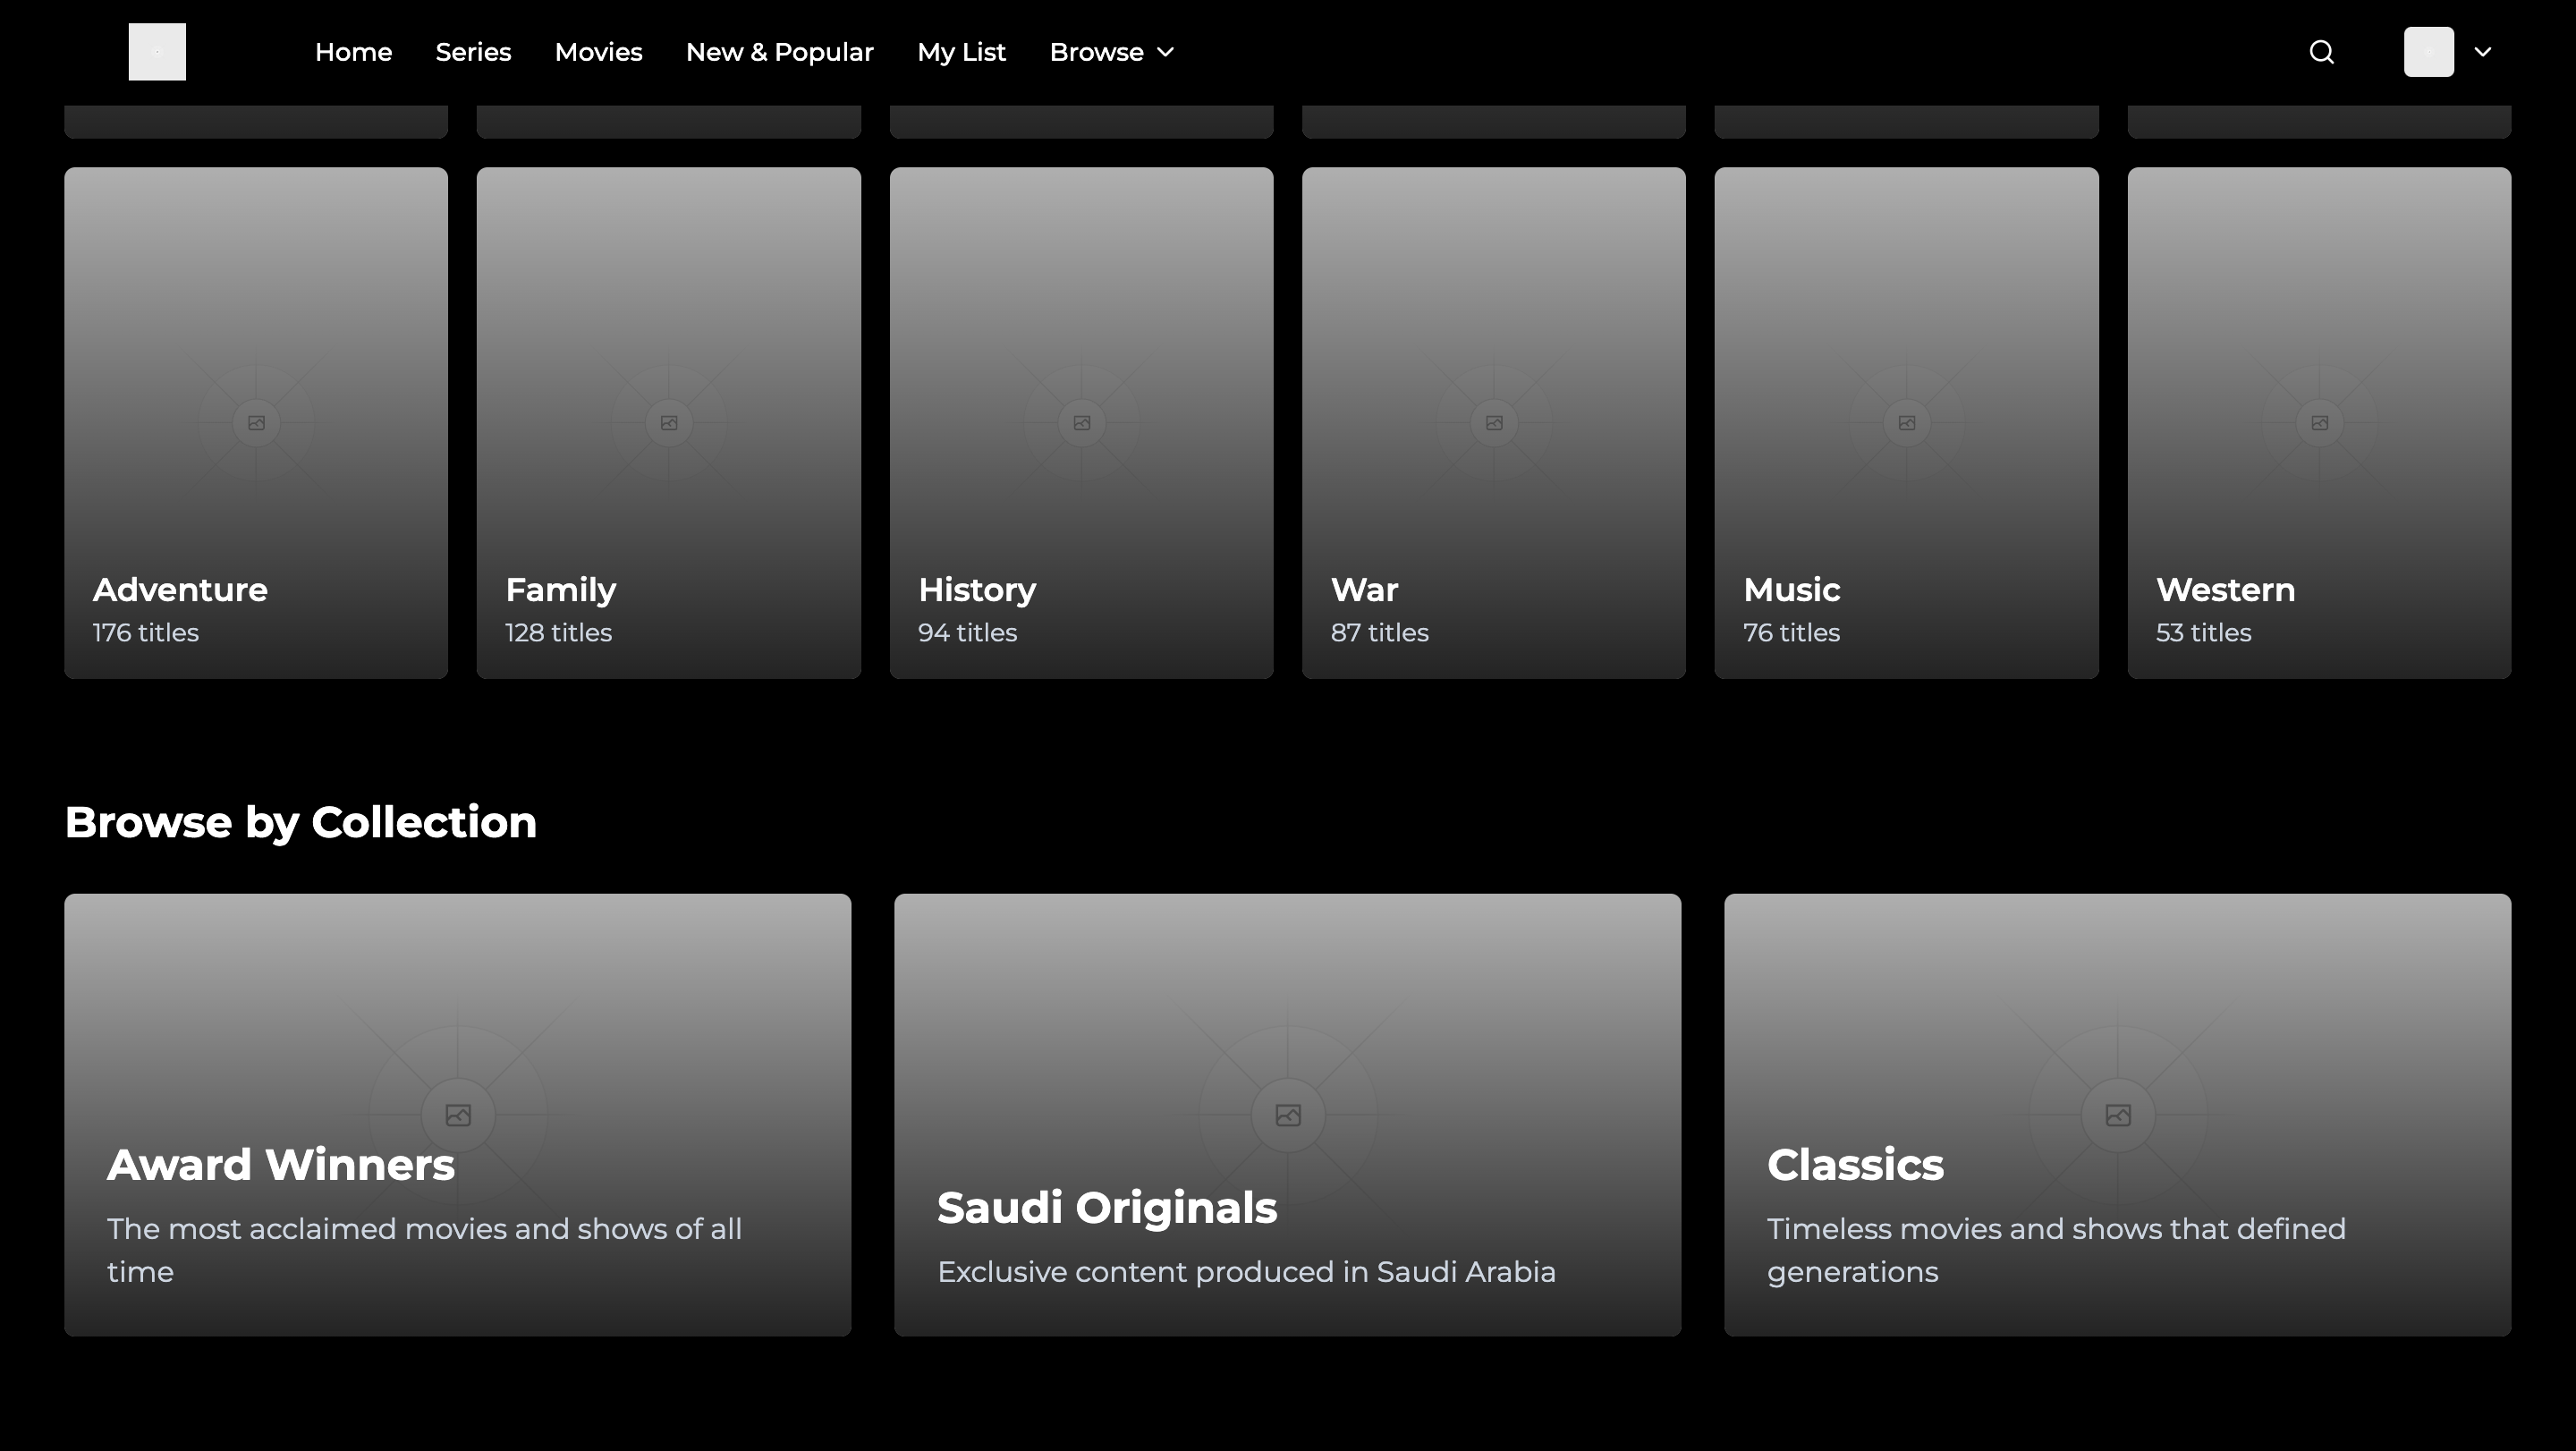 Home Series Movies New & Popular My List Browse
Adventure Family History War Music Western
176 titles 128 titles 94 titles 87 titles 76 titles 53 titles
Browse by Collection
Award Winners
The most acclaimed movies and shows of all
time
Saudi Originals
Exclusive content produced in Saudi Arabia
Classics
Timeless movies and shows that defined
generations